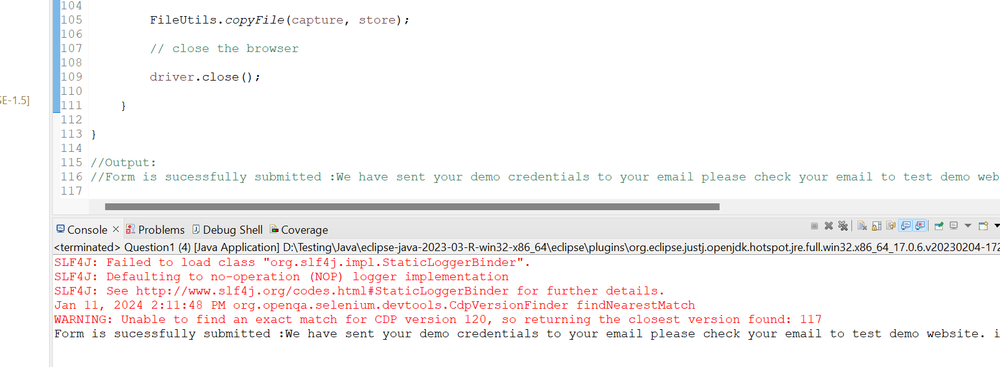 104
105 FileUtils.copyFile(capture, store);
106
107 // close the browser
108
109 driver.close();
110
SE-1.5]
111 }
112
113 }
114
115 //Output:
116 //Form is sucessfully submitted :We have sent your demo credentials to your email please check your email to test demo web
117
Console Problems Debug Shell Coverage
<terminated> Question1 (4) [Java Application] D:\Testing\Java\eclipse-java-2023-03-R-win32-x86_64\eclipse\plugins\org.eclipse.justj.openjdk.hotspot.jre.full.win32.x86_64_17.0.6.v20230204-172
SLF4J: Failed to load class "org.slf4j.impl.StaticLoggerBinder".
SLF4J: Defaulting to no-operation (NOP) logger implementation
SLF4J: See http://www.slf4j.org/codes.html#StaticLoggerBinder for further details.
Jan 11, 2024 2:11:48 PM org.openqa.selenium.devtools.CdpVersionFinder findNearestMatch
WARNING: Unable to find an exact match for CDP version 120, so returning the closest version found: 117
Form is sucessfully submitted :We have sent your demo credentials to your email please check your email to test demo website. i